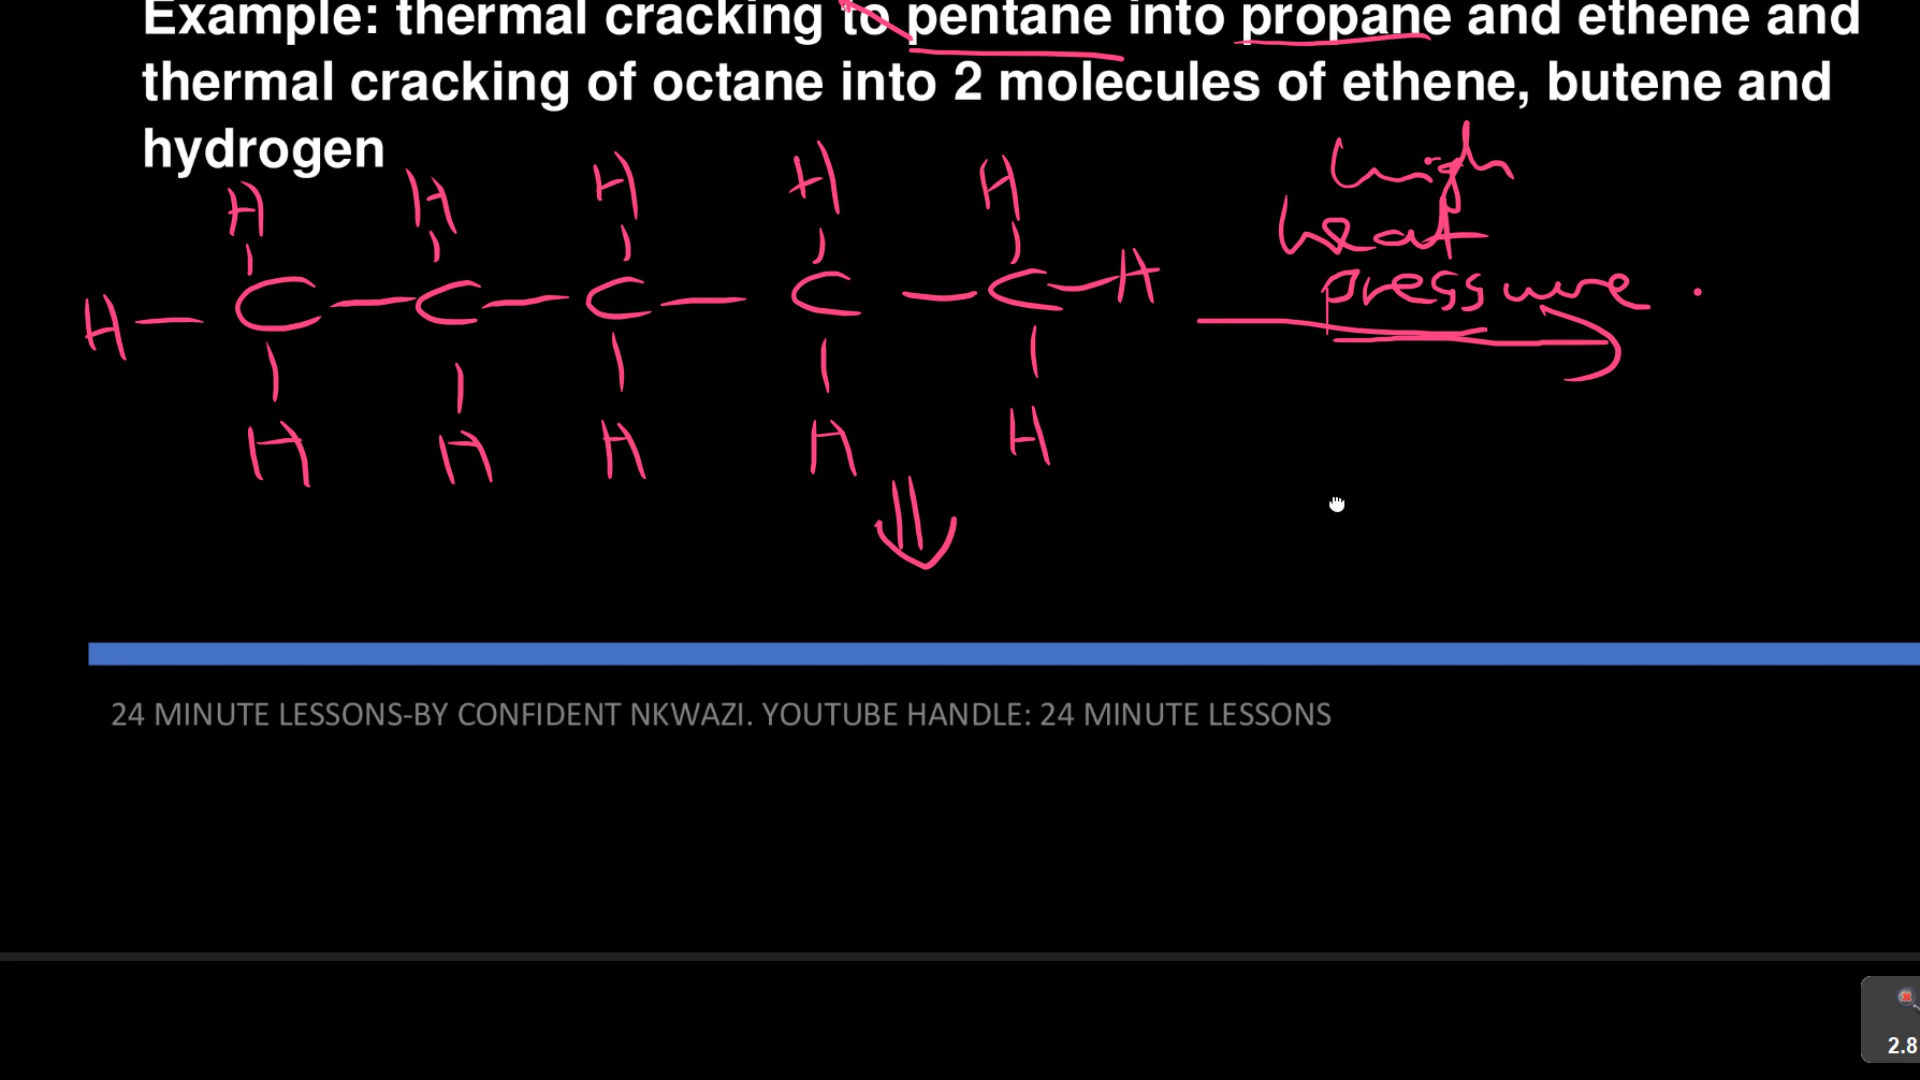 Example: thermal cracking to pentane into propane and ethene and
thermal cracking of octane into 2 molecules of ethene, butene and
hydrogen
high
heat
pressure.
H H H H H
H — C — C — C — C — C — H
H H H H H
24 MINUTE LESSONS-BY CONFIDENT NKWAZI. YOUTUBE HANDLE: 24 MINUTE LESSONS
2.8